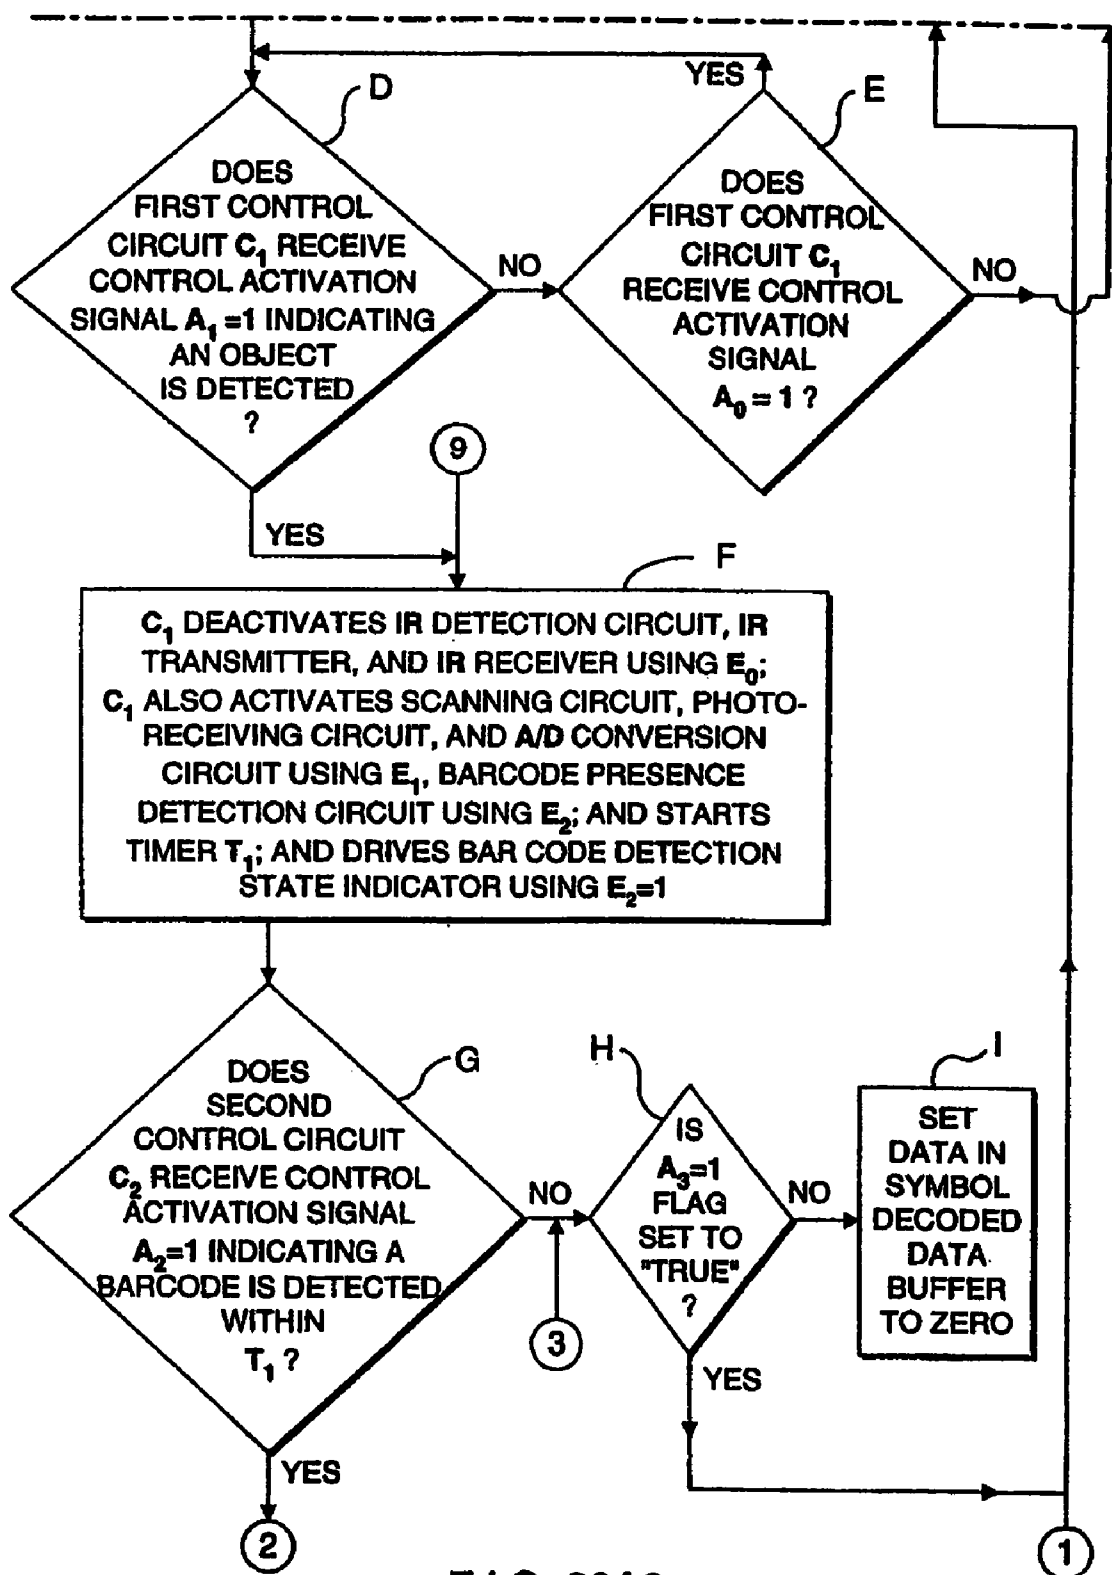 YES
D
E
DOES
FIRST CONTROL
CIRCUIT C₁ RECEIVE
CONTROL ACTIVATION
SIGNAL A₁ =1 INDICATING
AN OBJECT
IS DETECTED
?
NO
DOES
FIRST CONTROL
CIRCUIT C₁
RECEIVE CONTROL
ACTIVATION
SIGNAL
A₀ = 1 ?
NO
9
YES
F
C₁ DEACTIVATES IR DETECTION CIRCUIT, IR
TRANSMITTER, AND IR RECEIVER USING E₀;
C₁ ALSO ACTIVATES SCANNING CIRCUIT, PHOTO-
RECEIVING CIRCUIT, AND A/D CONVERSION
CIRCUIT USING E₁, BARCODE PRESENCE
DETECTION CIRCUIT USING E₂; AND STARTS
TIMER T₁; AND DRIVES BAR CODE DETECTION
STATE INDICATOR USING E₂=1
G
H
I
DOES
SECOND
CONTROL CIRCUIT
C₂ RECEIVE CONTROL
ACTIVATION SIGNAL
A₂=1 INDICATING A
BARCODE IS DETECTED
WITHIN
T₁ ?
NO
3
IS
A₃=1
FLAG
SET TO
"TRUE"
?
NO
SET
DATA IN
SYMBOL
DECODED
DATA
BUFFER
TO ZERO
YES
YES
2
1